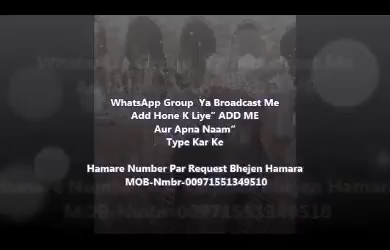 WhatsApp Group Ya Broadcast Me
Add Hone K Liye" ADD ME
Aur Apna Naam"
Type Kar Ke
Hamare Number Par Request Bhejen Hamara
MOB-Nmbr-00971551349510